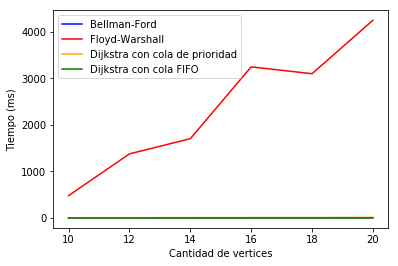 Bellman-Ford
Floyd-Warshall
Dijkstra con cola de prioridad
Dijkstra con cola FIFO
Tiempo (ms)
4000
3000
2000
1000
0
10 12 14 16 18 20
Cantidad de vertices